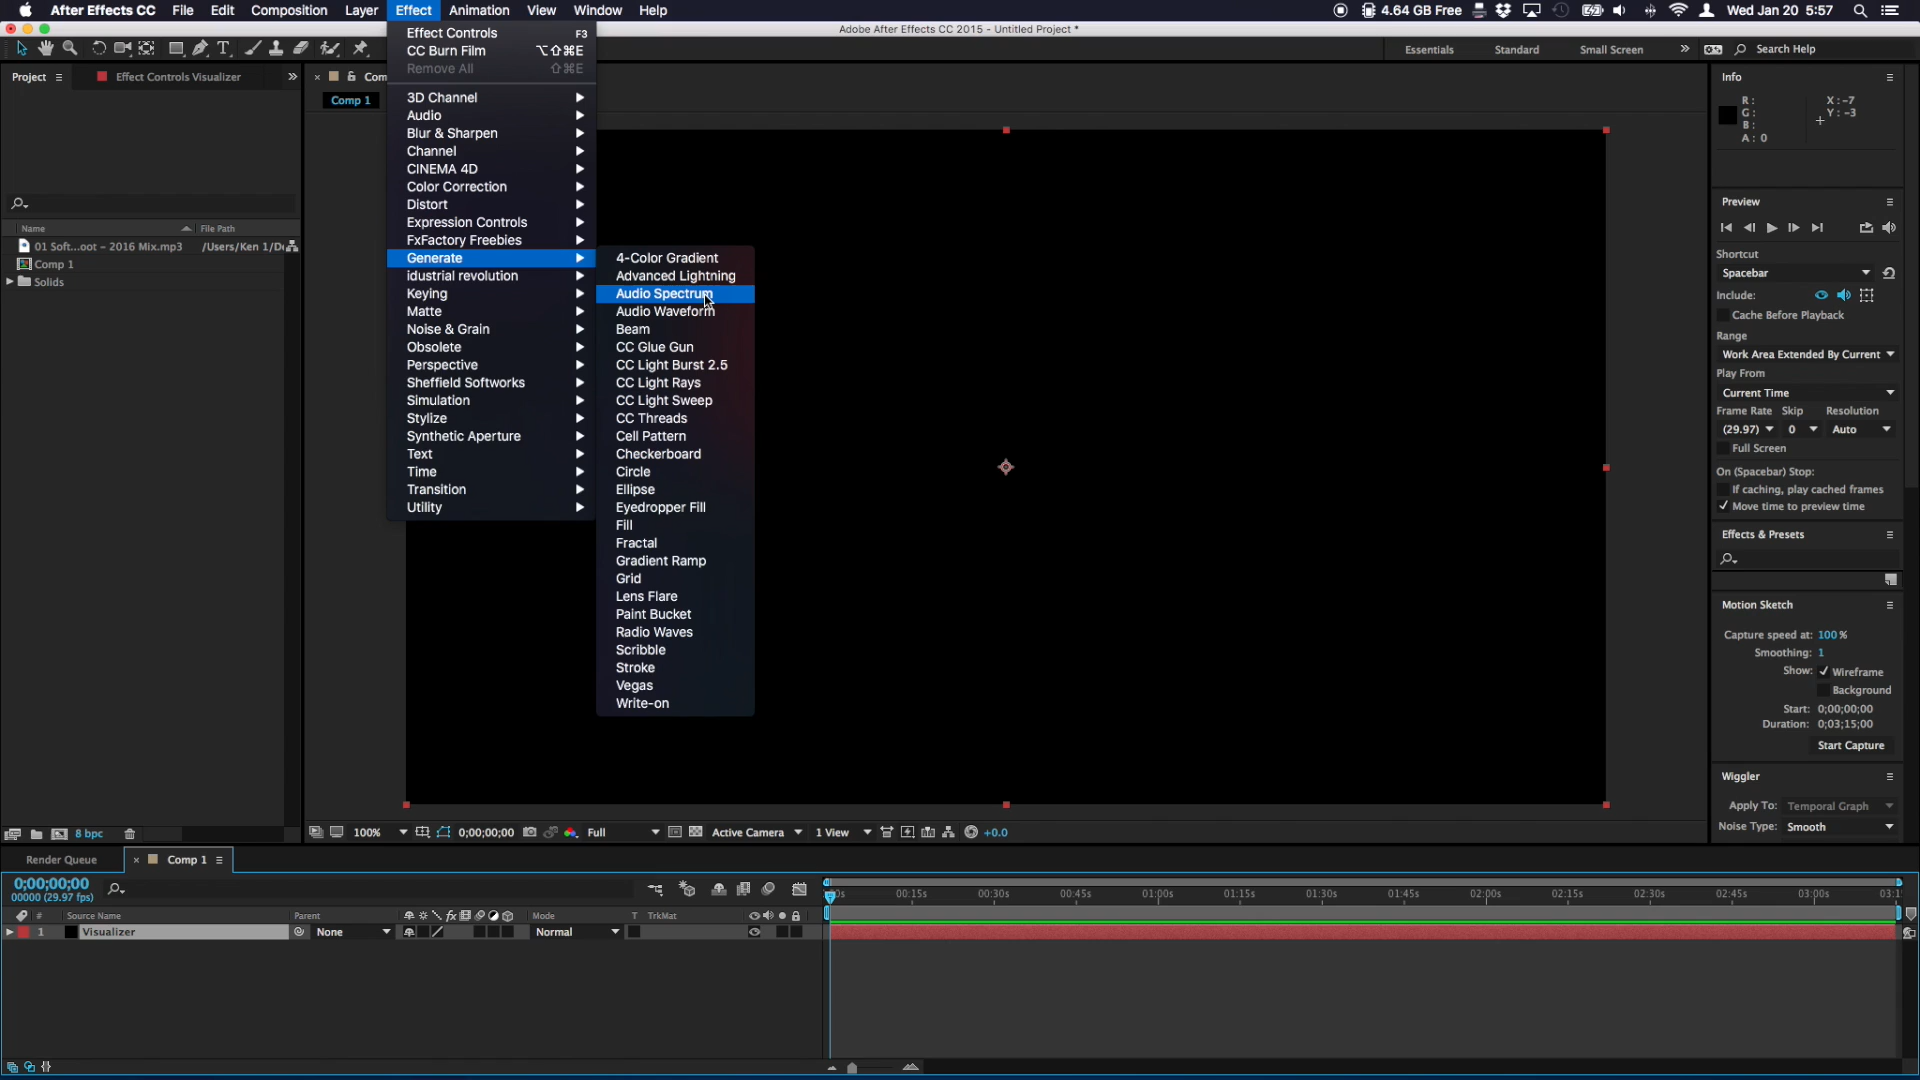 After Effects CC File Edit Composition Layer Effect Animation View Window Help 4.64 GB Free Wed Jan 20 5:57
Adobe After Effects CC 2015 - Untitled Project *
Essentials Standard Small Screen Search Help
Project Effect Controls Visualizer Com
Comp 1
Name File Path
01 Soft...oot – 2016 Mix.mp3 /Users/Ken 1/D
Comp 1
Solids
Effect Controls F3
CC Burn Film ⌥⇧⌘E
Remove All ⇧⌘E
3D Channel
Audio
Blur & Sharpen
Channel
CINEMA 4D
Color Correction
Distort
Expression Controls
FxFactory Freebies
Generate
idustrial revolution
Keying
Matte
Noise & Grain
Obsolete
Perspective
Sheffield Softworks
Simulation
Stylize
Synthetic Aperture
Text
Time
Transition
Utility
4-Color Gradient
Advanced Lightning
Audio Spectrum
Audio Waveform
Beam
CC Glue Gun
CC Light Burst 2.5
CC Light Rays
CC Light Sweep
CC Threads
Cell Pattern
Checkerboard
Circle
Ellipse
Eyedropper Fill
Fill
Fractal
Gradient Ramp
Grid
Lens Flare
Paint Bucket
Radio Waves
Scribble
Stroke
Vegas
Write-on
Info
R: X: -7
G: Y: -3
B:
A: 0
Preview
Shortcut
Spacebar
Include:
Cache Before Playback
Range
Work Area Extended By Current
Play From
Current Time
Frame Rate Skip Resolution
(29.97) 0 Auto
Full Screen
On (Spacebar) Stop:
If caching, play cached frames
Move time to preview time
Effects & Presets
Motion Sketch
Capture speed at: 100 %
Smoothing: 1
Show: Wireframe
Background
Start: 0;00;00;00
Duration: 0;03;15;00
Start Capture
Wiggler
Apply To: Temporal Graph
Noise Type: Smooth
8 bpc 100% 0;00;00;00 Full Active Camera 1 View +0.0
Render Queue Comp 1
0;00;00;00
00000 (29.97 fps)
00:15s 00:30s 00:45s 01:00s 01:15s 01:30s 01:45s 02:00s 02:15s 02:30s 02:45s 03:00s 03:1
# Source Name Parent fx Mode T TrkMat
1 Visualizer None Normal